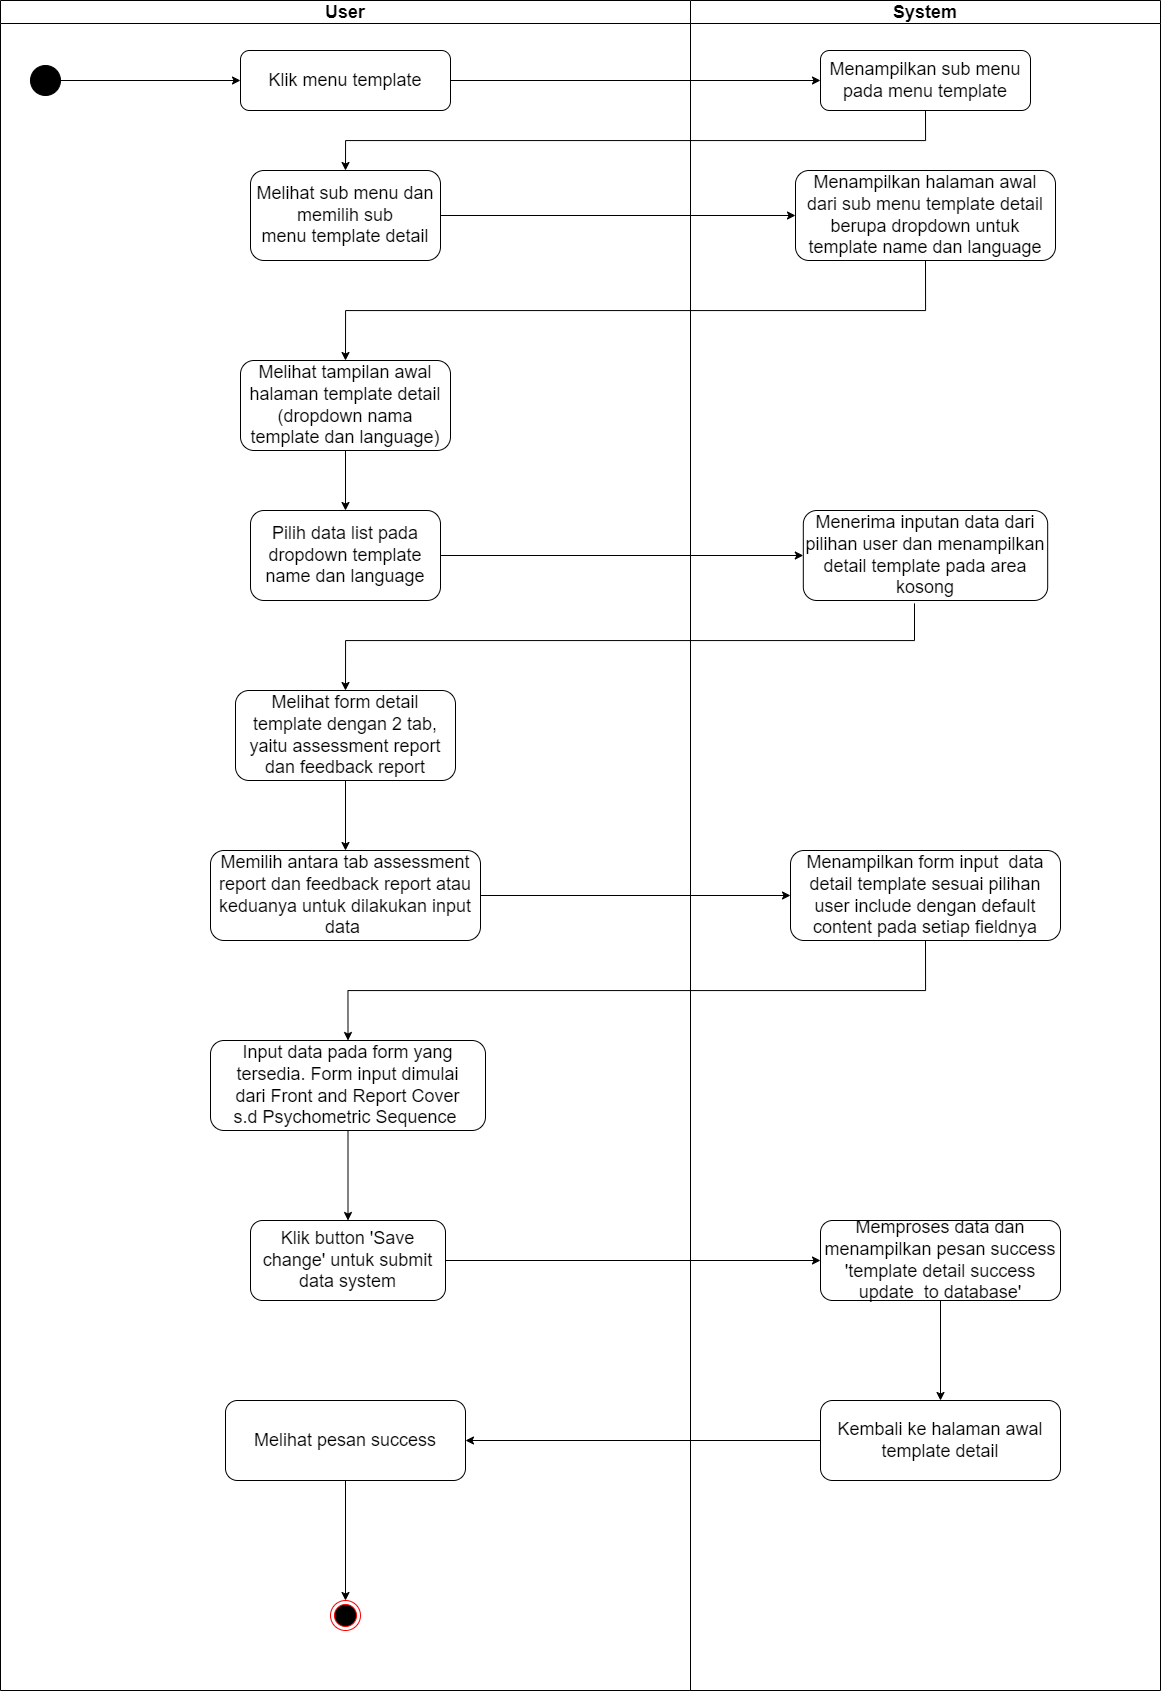 User
System
Klik menu template
Menampilkan sub menu
pada menu template
Melihat sub menu dan
memilih sub
menu template detail
Menampilkan halaman awal
dari sub menu template detail
berupa dropdown untuk
template name dan language
Melihat tampilan awal
halaman template detail
(dropdown nama
template dan language)
Pilih data list pada
dropdown template
name dan language
Menerima inputan data dari
pilihan user dan menampilkan
detail template pada area
kosong
Melihat form detail
template dengan 2 tab,
yaitu assessment report
dan feedback report
Memilih antara tab assessment
report dan feedback report atau
keduanya untuk dilakukan input
data
Menampilkan form input  data
detail template sesuai pilihan
user include dengan default
content pada setiap fieldnya
Input data pada form yang
tersedia. Form input dimulai
dari Front and Report Cover
s.d Psychometric Sequence
Klik button 'Save
change' untuk submit
data system
Memproses data dan
menampilkan pesan success
'template detail success
update  to database'
Melihat pesan success
Kembali ke halaman awal
template detail